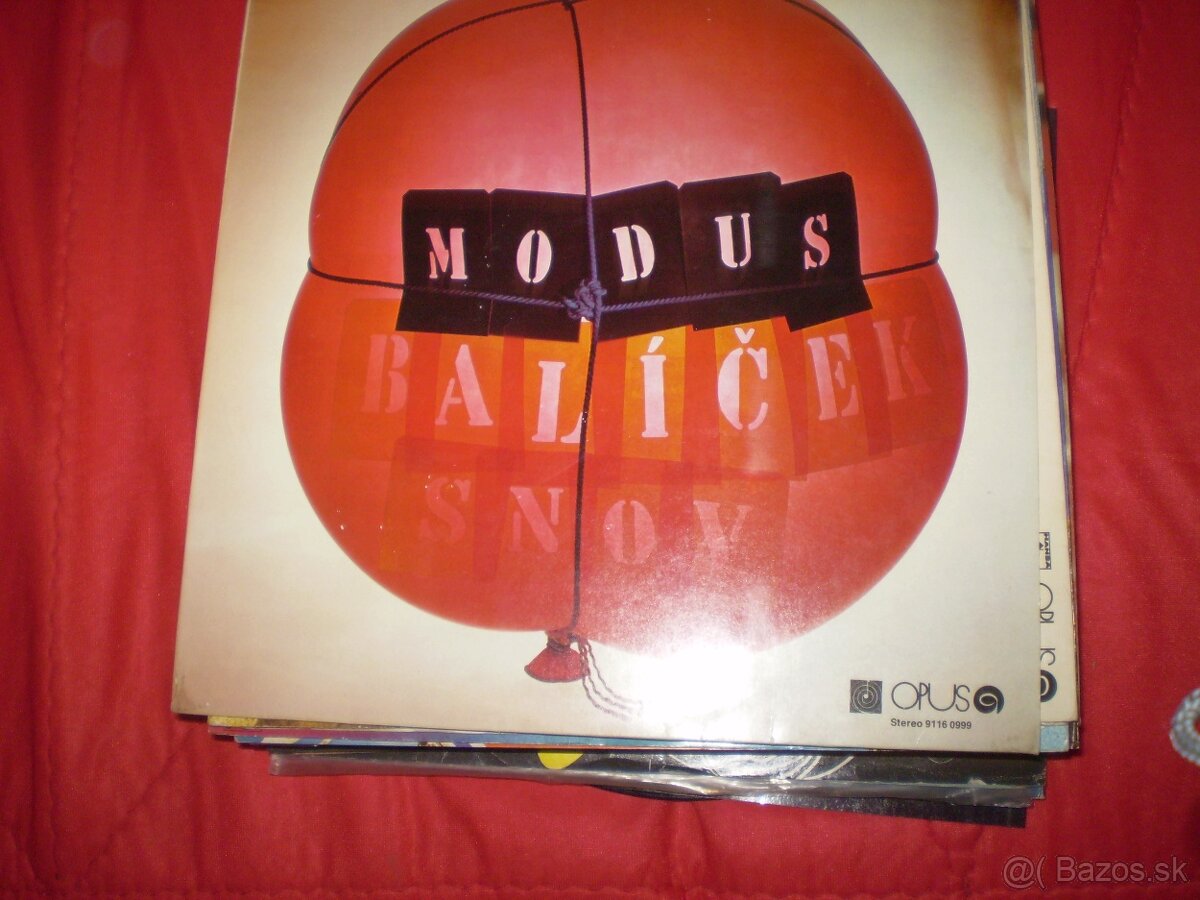 MODUS
BALÍČEK
SNOV
OPUS
Stereo 9116 0999
@( Bazos.sk